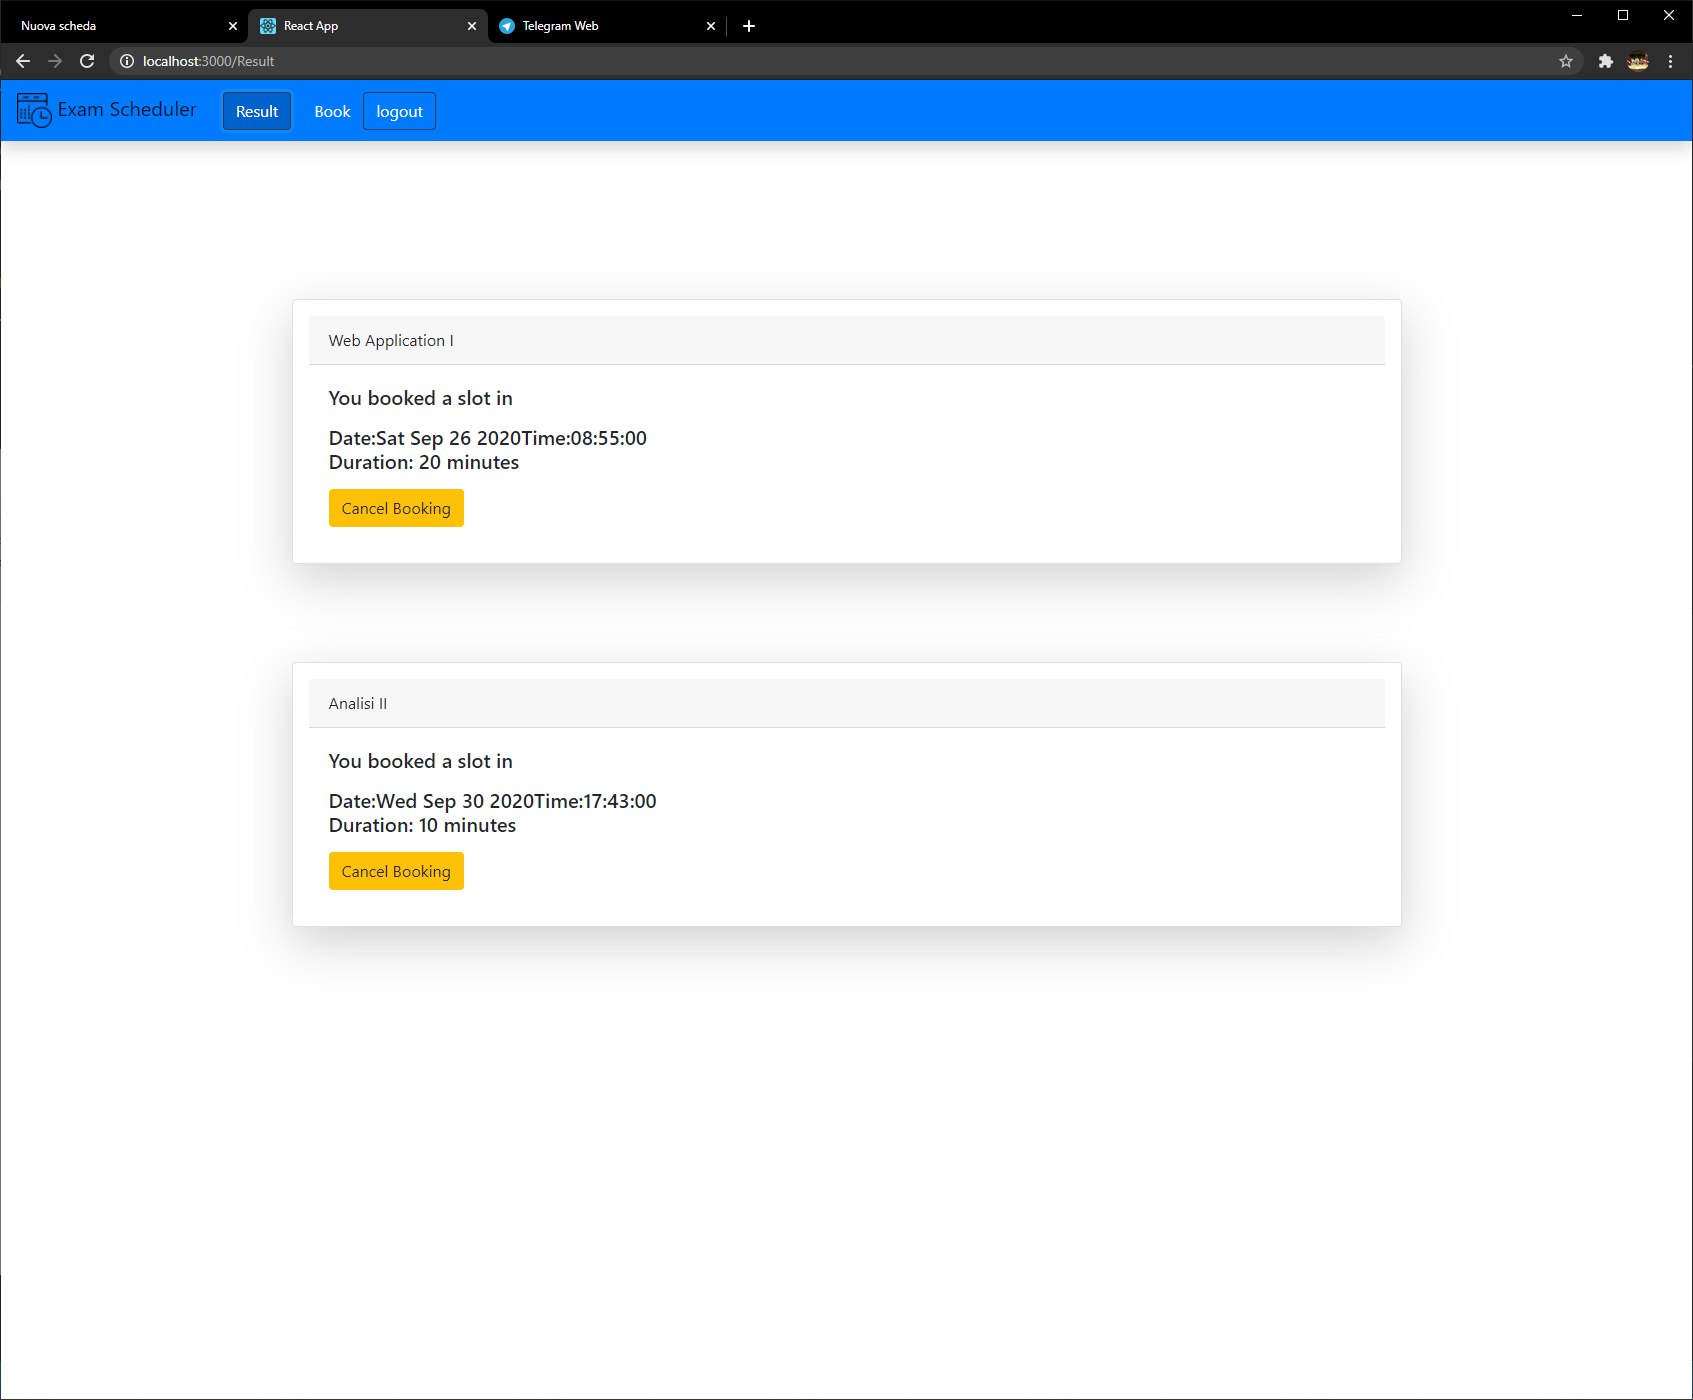 Nuova scheda
React App
Telegram Web
localhost:3000/Result
Exam Scheduler
Result
Book
logout
Web Application I
You booked a slot in
Date:Sat Sep 26 2020Time:08:55:00
Duration: 20 minutes
Cancel Booking
Analisi II
You booked a slot in
Date:Wed Sep 30 2020Time:17:43:00
Duration: 10 minutes
Cancel Booking